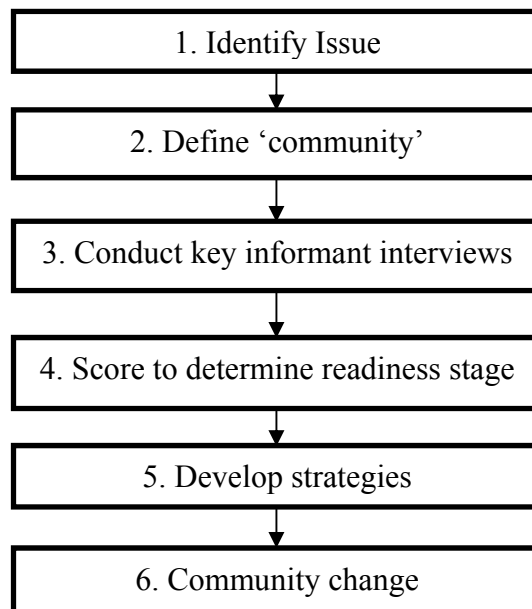 1. Identify Issue
2. Define ‘community’
3. Conduct key informant interviews
4. Score to determine readiness stage
5. Develop strategies
6. Community change